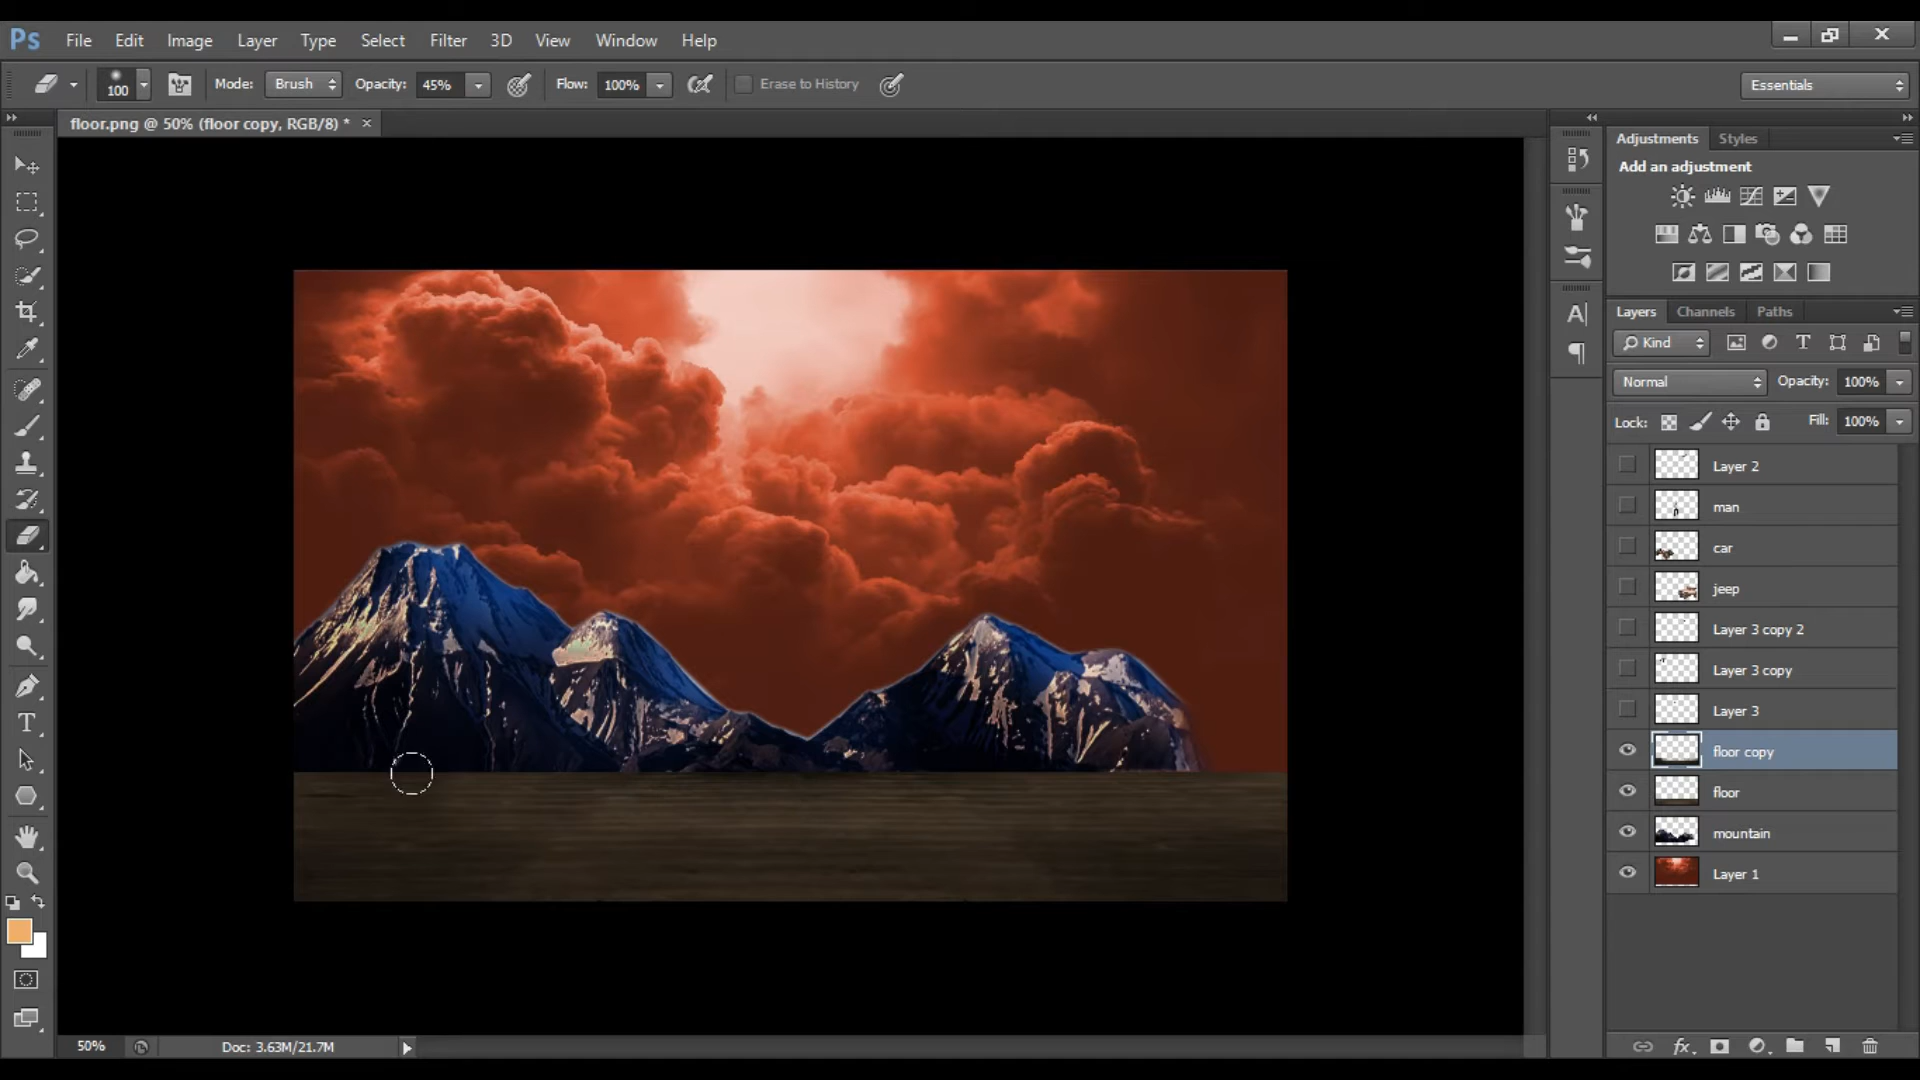 Ps File Edit Image Layer Type Select Filter 3D View Window Help
100 Mode: Brush Opacity: 45% Flow: 100% Erase to History Essentials
floor.png @ 50% (floor copy, RGB/8) * ×
Adjustments Styles
Add an adjustment
Layers Channels Paths
Kind T
Normal Opacity: 100%
Lock: Fill: 100%
Layer 2
man
car
jeep
Layer 3 copy 2
Layer 3 copy
Layer 3
floor copy
floor
mountain
Layer 1
T
A
50% Doc: 3.63M/21.7M
fx